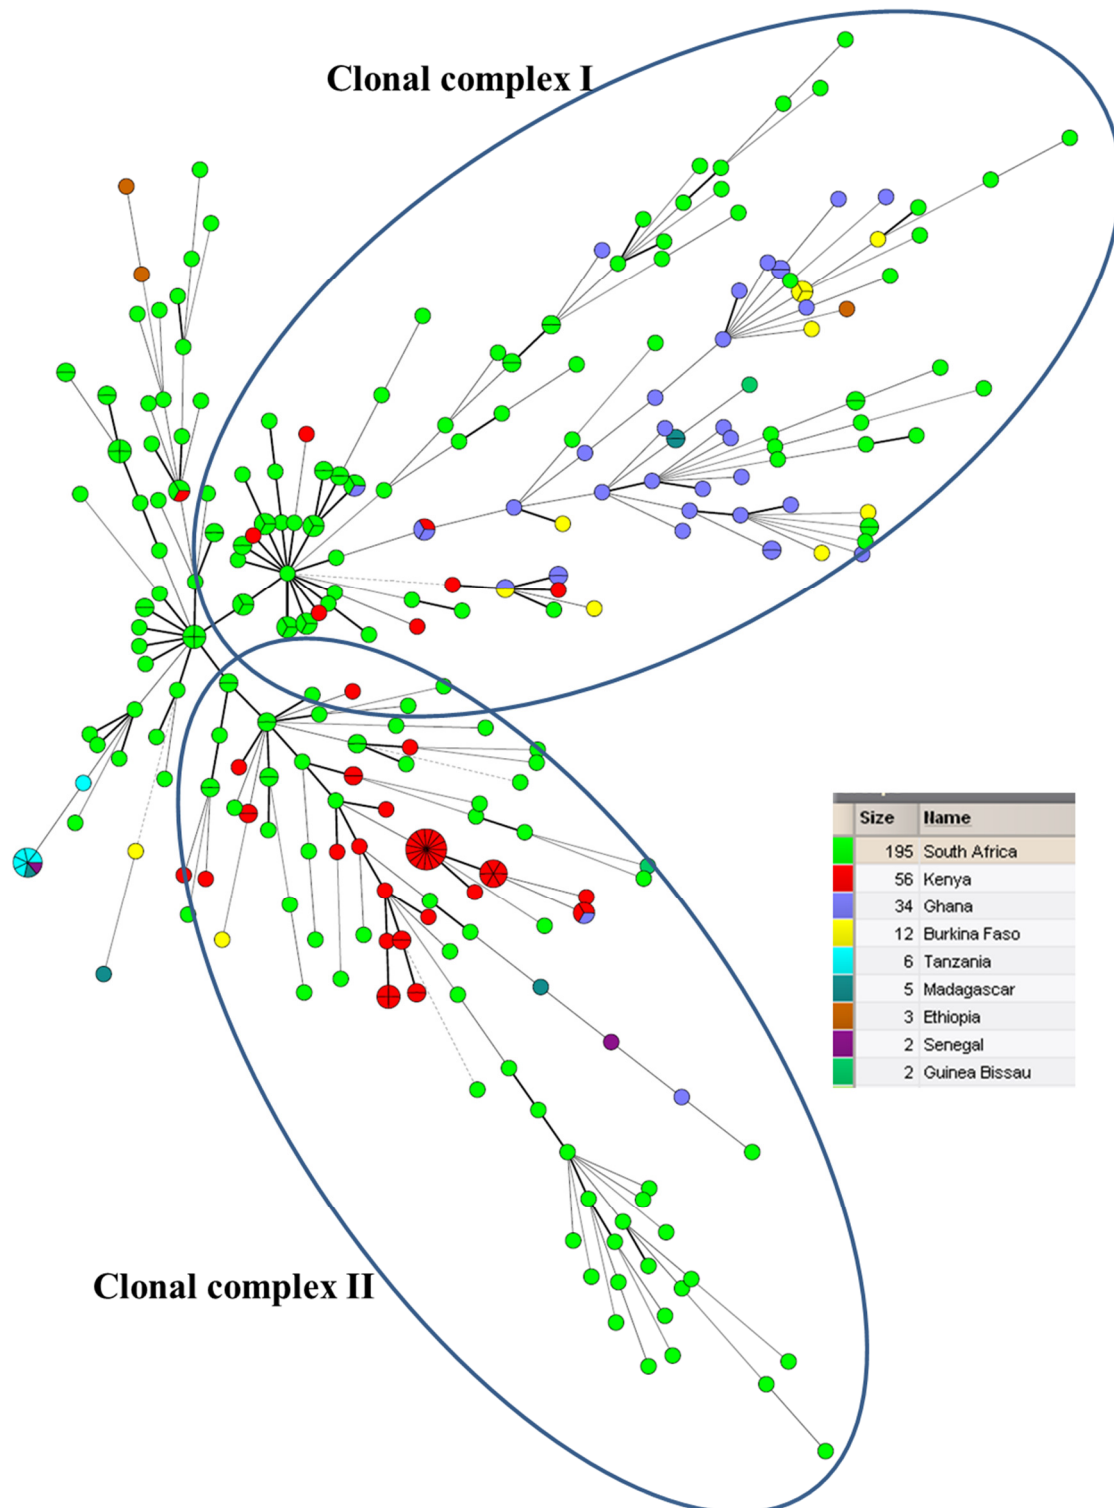 Clonal complex I
Size Name
195 South Africa
56 Kenya
34 Ghana
12 Burkina Faso
6 Tanzania
5 Madagascar
3 Ethiopia
2 Senegal
2 Guinea Bissau
Clonal complex II